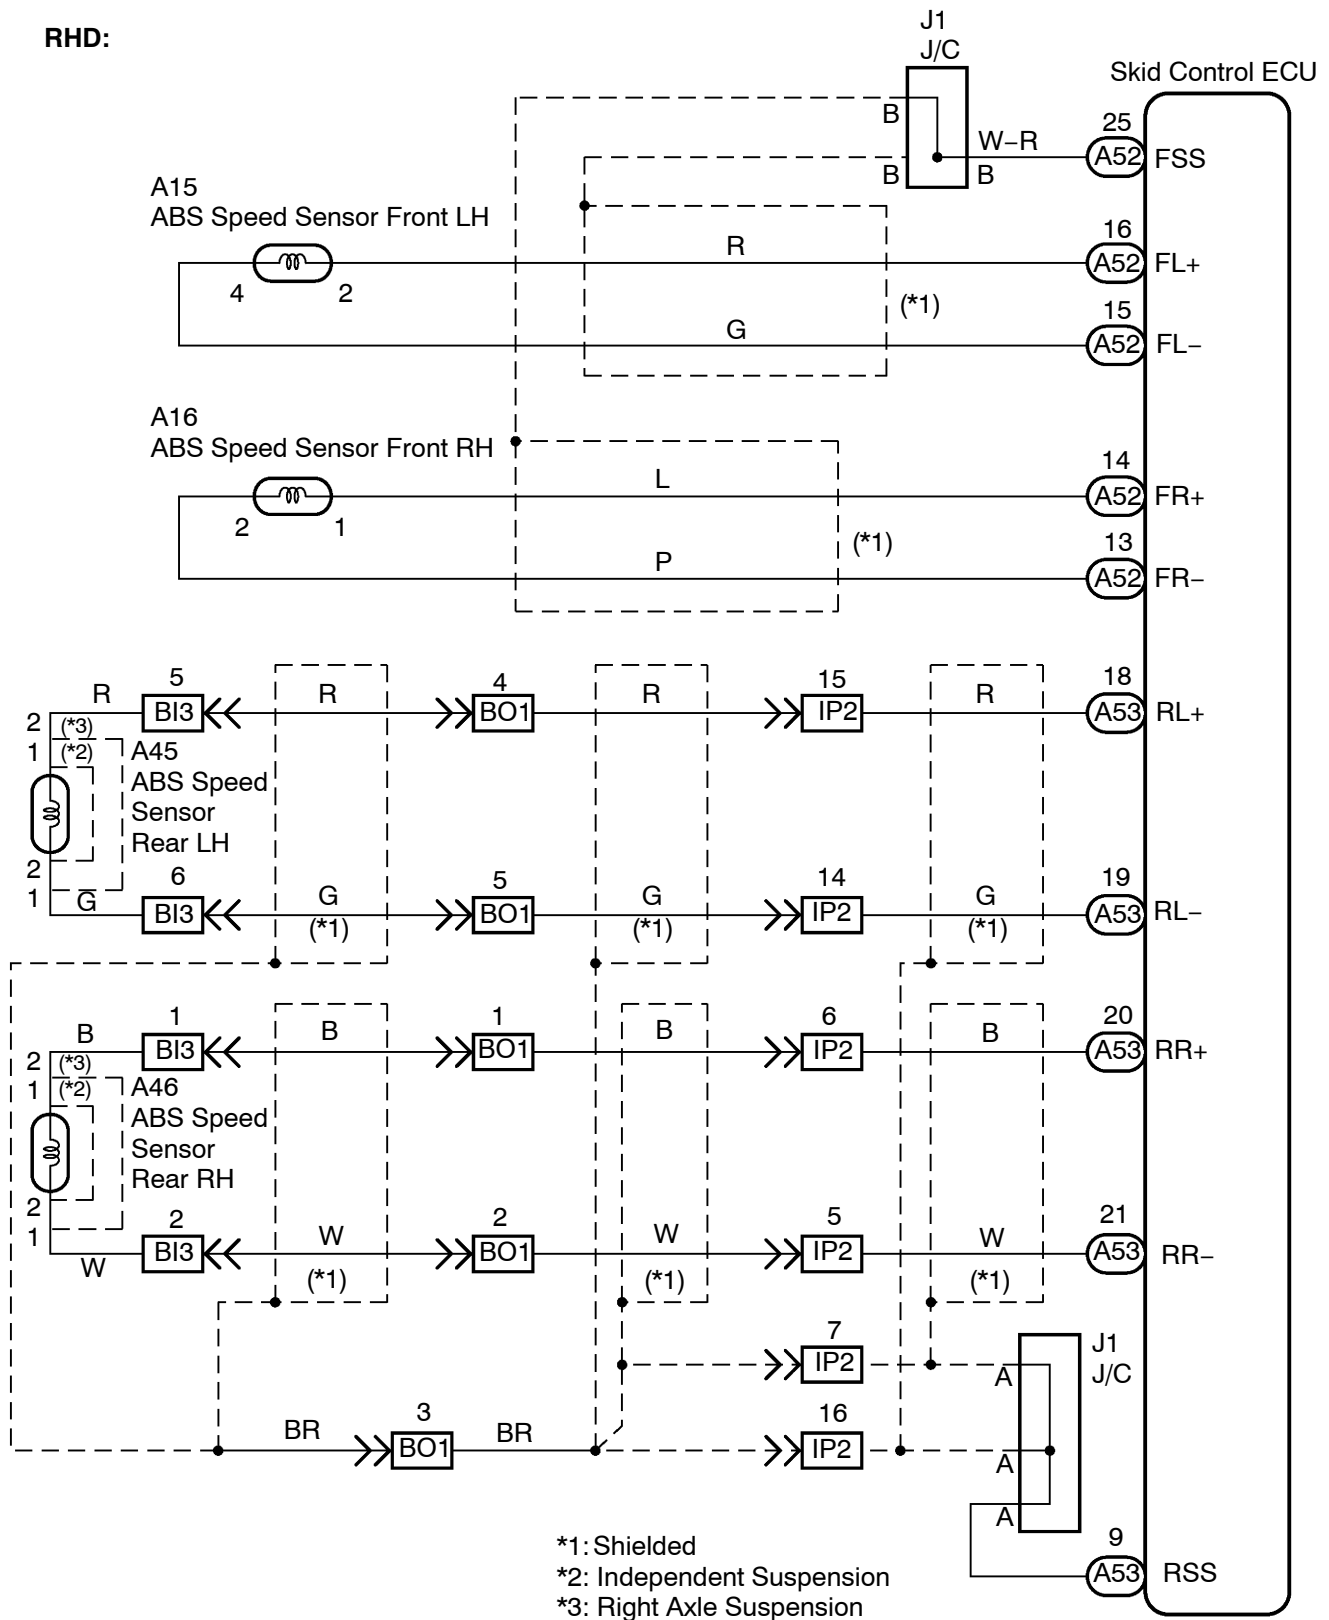 RHD:
J1
J/C
Skid Control ECU
B
W–R
25
A52
FSS
B
B
A15
ABS Speed Sensor Front LH
16
R
A52
FL+
4
2
(*1)
15
G
A52
FL–
A16
ABS Speed Sensor Front RH
14
L
A52
FR+
2
1
(*1)
13
P
A52
FR–
5
4
15
18
R
BI3
R
BO1
R
IP2
R
A53
RL+
2
(*3)
1
(*2)
A45
ABS Speed
Sensor
Rear LH
2
1
6
5
14
19
G
BI3
G
BO1
G
IP2
G
A53
RL–
(*1)
(*1)
(*1)
1
1
6
20
B
BI3
B
BO1
B
IP2
B
A53
RR+
2
(*3)
1
(*2)
A46
ABS Speed
Sensor
Rear RH
2
1
2
2
5
21
W
BI3
W
BO1
W
IP2
W
A53
RR–
(*1)
(*1)
(*1)
7
IP2
J1
J/C
A
3
16
BR
BO1
BR
IP2
A
A
9
A53
RSS
*1: Shielded
*2: Independent Suspension
*3: Right Axle Suspension